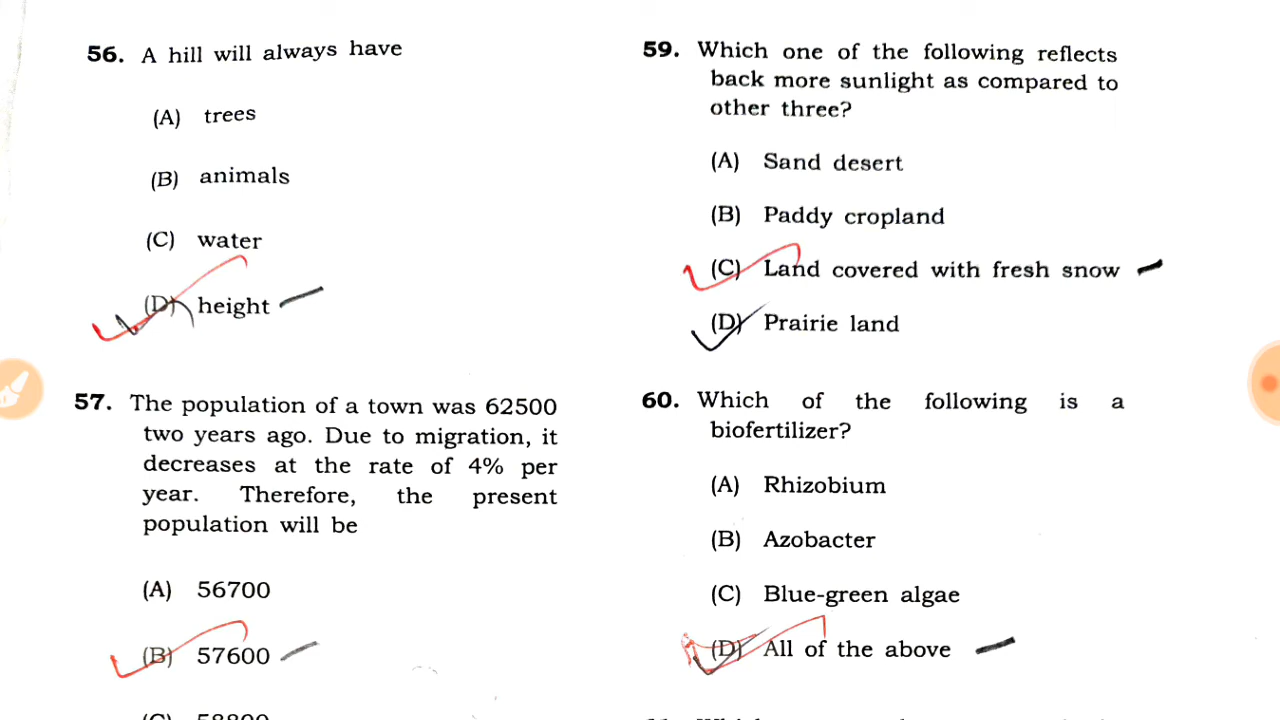 56. A hill will always have
(A) trees
(B) animals
(C) water
(D) height
57. The population of a town was 62500
two years ago. Due to migration, it
decreases at the rate of 4% per
year. Therefore, the present
population will be
(A) 56700
(B) 57600
(C) 58800
59. Which one of the following reflects
back more sunlight as compared to
other three?
(A) Sand desert
(B) Paddy cropland
(C) Land covered with fresh snow
(D) Prairie land
60. Which of the following is a
biofertilizer?
(A) Rhizobium
(B) Azobacter
(C) Blue-green algae
(D) All of the above